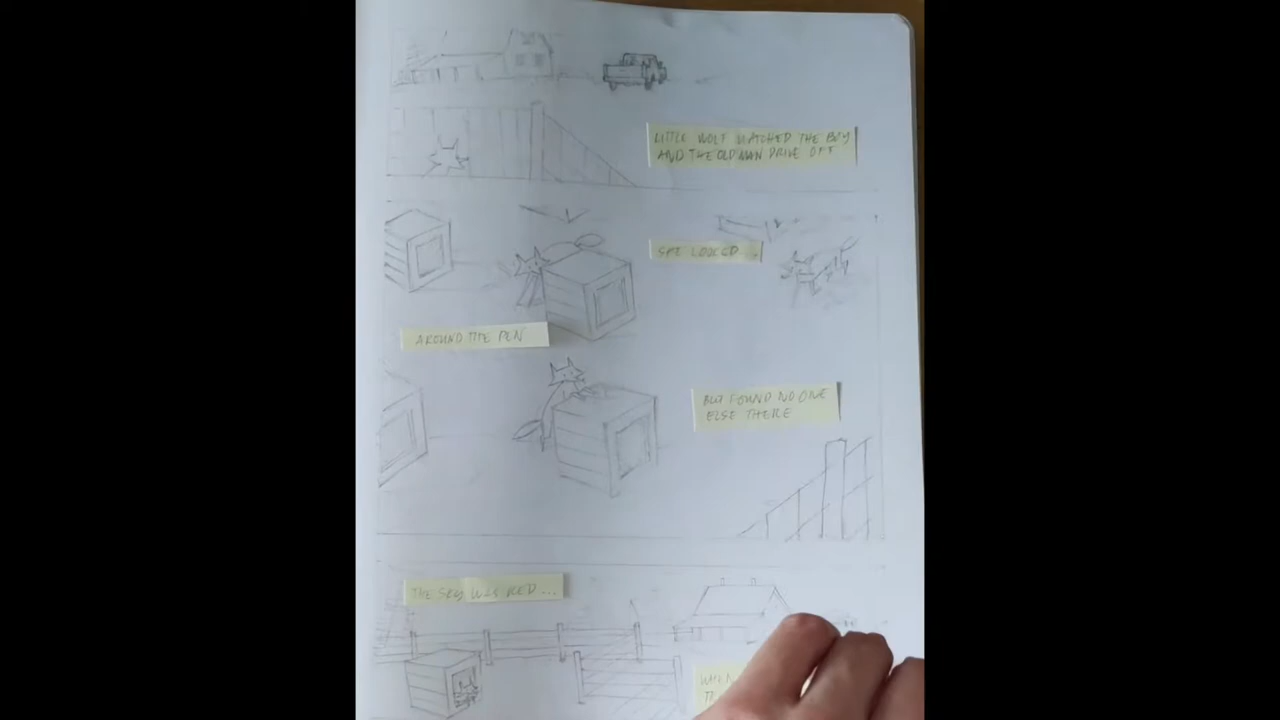 LITTLE WOLF WATCHED THE BOY
AND THE OLD MAN DRIVE OFF
SHE LOOKED...
AROUND THE PEN
BUT FOUND NO ONE
ELSE THERE
THE SKY WAS RED...
WHEN